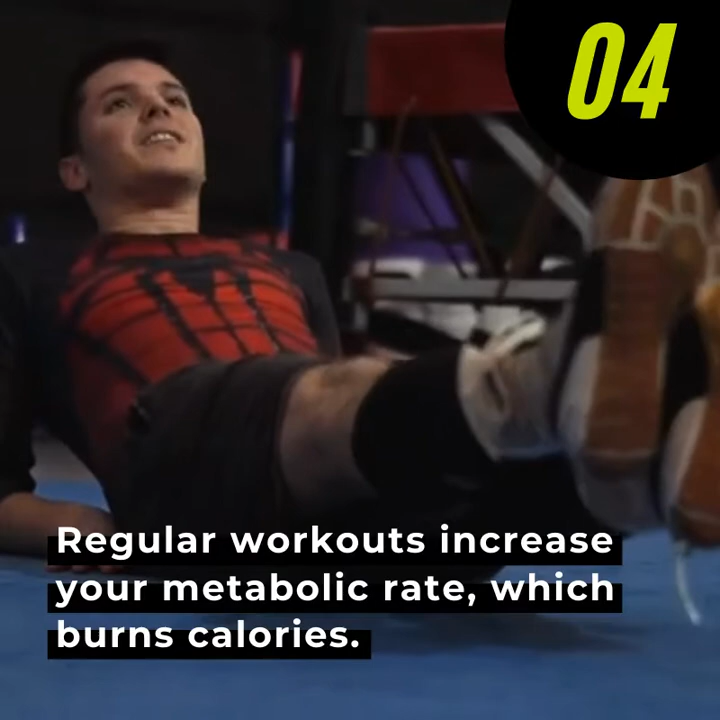 04
Regular workouts increase
your metabolic rate, which
burns calories.